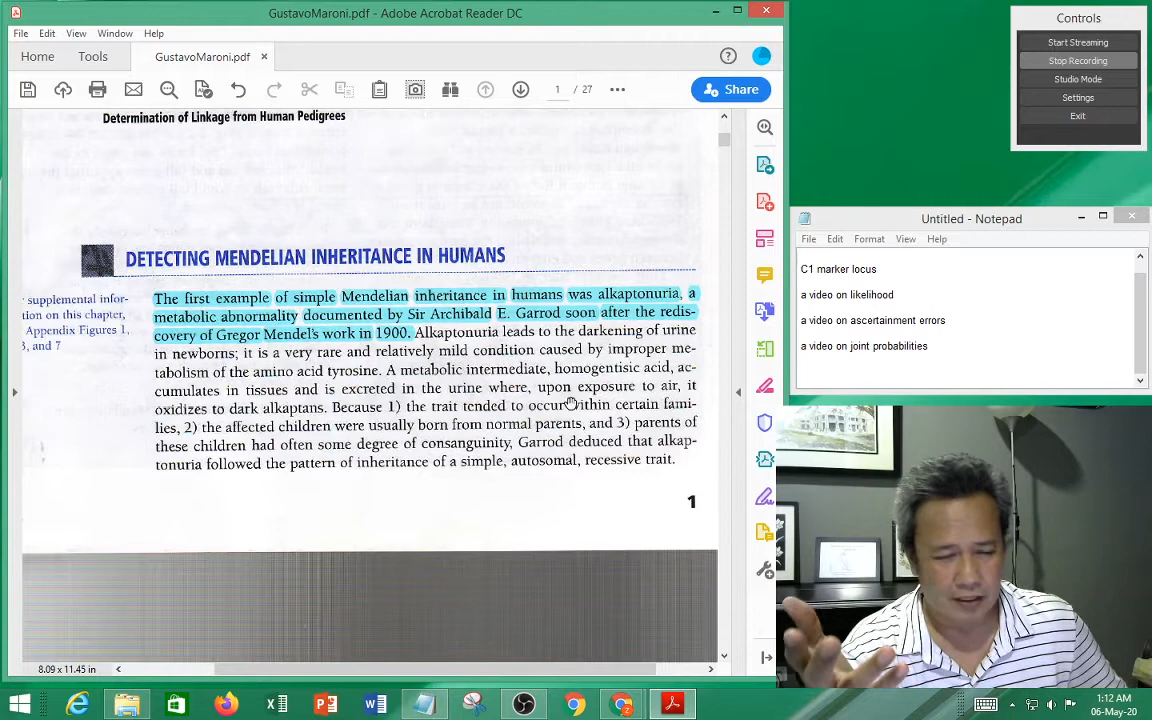 GustavoMaroni.pdf - Adobe Acrobat Reader DC
File Edit View Window Help
Home Tools GustavoMaroni.pdf ×
1 / 27 Share
Determination of Linkage from Human Pedigrees
DETECTING MENDELIAN INHERITANCE IN HUMANS
supplemental infor-
tion on this chapter,
Appendix Figures 1,
3, and 7
The first example of simple Mendelian inheritance in humans was alkaptonuria, a
metabolic abnormality documented by Sir Archibald E. Garrod soon after the redis-
covery of Gregor Mendel's work in 1900. Alkaptonuria leads to the darkening of urine
in newborns; it is a very rare and relatively mild condition caused by improper me-
tabolism of the amino acid tyrosine. A metabolic intermediate, homogentisic acid, ac-
cumulates in tissues and is excreted in the urine where, upon exposure to air, it
oxidizes to dark alkaptans. Because 1) the trait tended to occur within certain fami-
lies, 2) the affected children were usually born from normal parents, and 3) parents of
these children had often some degree of consanguinity, Garrod deduced that alkap-
tonuria followed the pattern of inheritance of a simple, autosomal, recessive trait.
1
8.09 x 11.45 in
Controls
Start Streaming
Stop Recording
Studio Mode
Settings
Exit
Untitled - Notepad
File Edit Format View Help
C1 marker locus
a video on likelihood
a video on ascertainment errors
a video on joint probabilities
1:12 AM
06-May-20